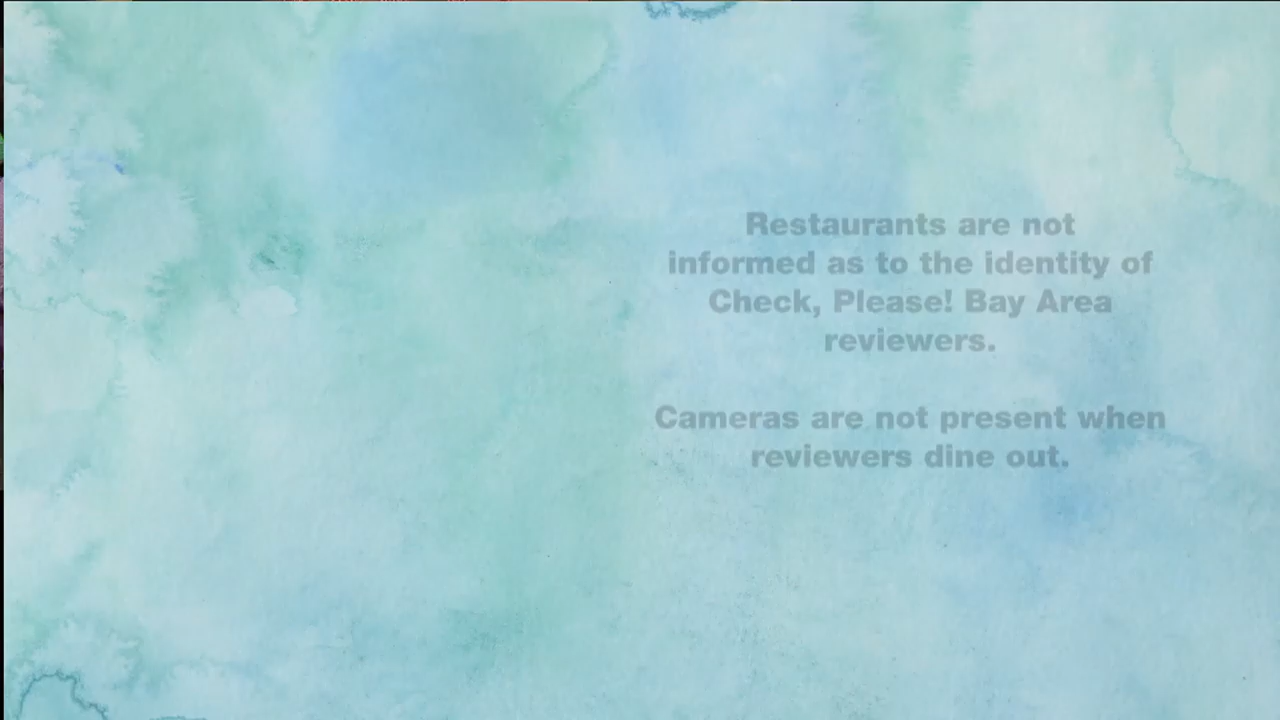 Restaurants are not
informed as to the identity of
Check, Please! Bay Area
reviewers.
Cameras are not present when
reviewers dine out.